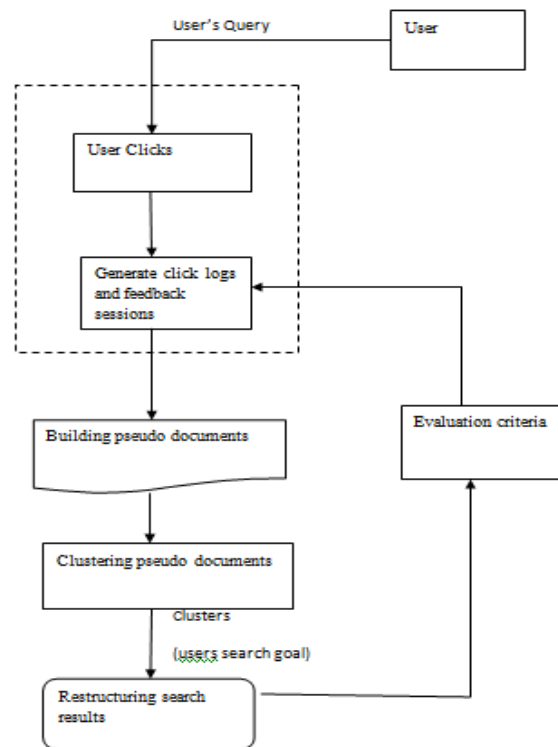 User's Query
User
User Clicks
Generate click logs
and feedback
sessions
Building pseudo documents
Evaluation criteria
Clustering pseudo documents
Clusters
(users search goal)
Restructuring search
results